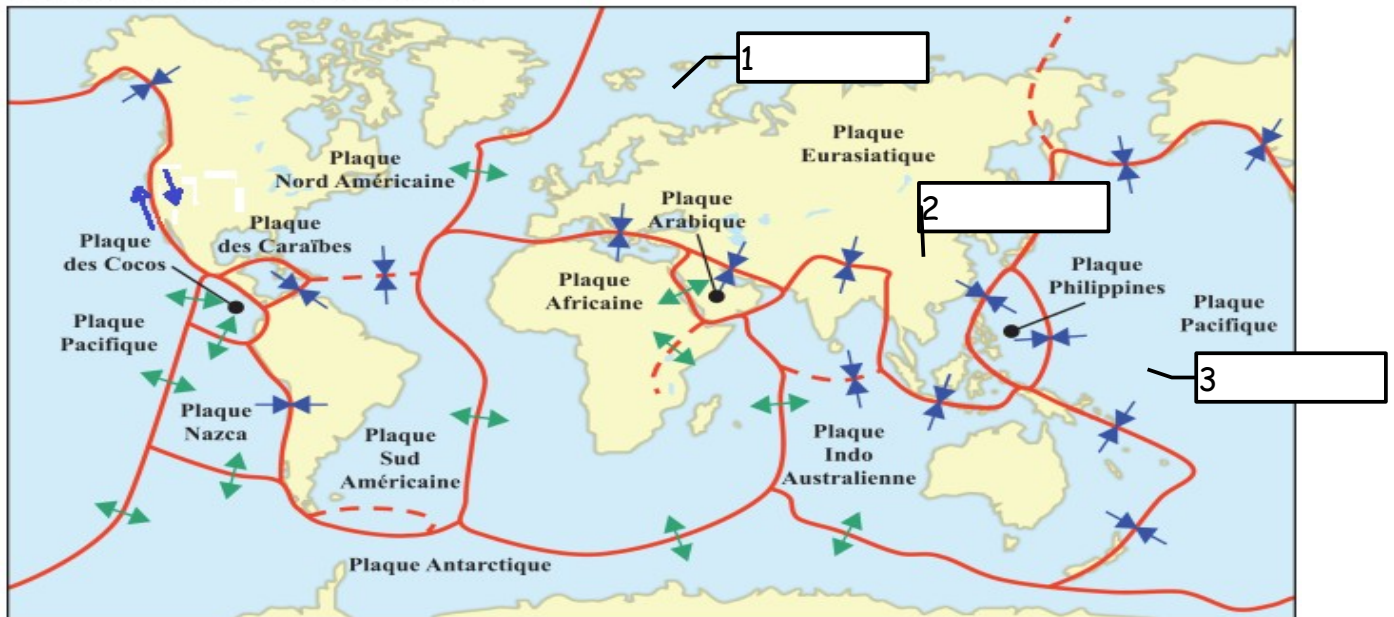 1
Plaque
Eurasiatique
Plaque
Nord Américaine
Plaque
Arabique
2
Plaque
des Caraïbes
Plaque
des Cocos
Plaque
Africaine
Plaque
Philippines
Plaque
Pacifique
Plaque
Pacifique
3
Plaque
Nazca
Plaque
Sud
Américaine
Plaque
Indo
Australienne
Plaque Antarctique